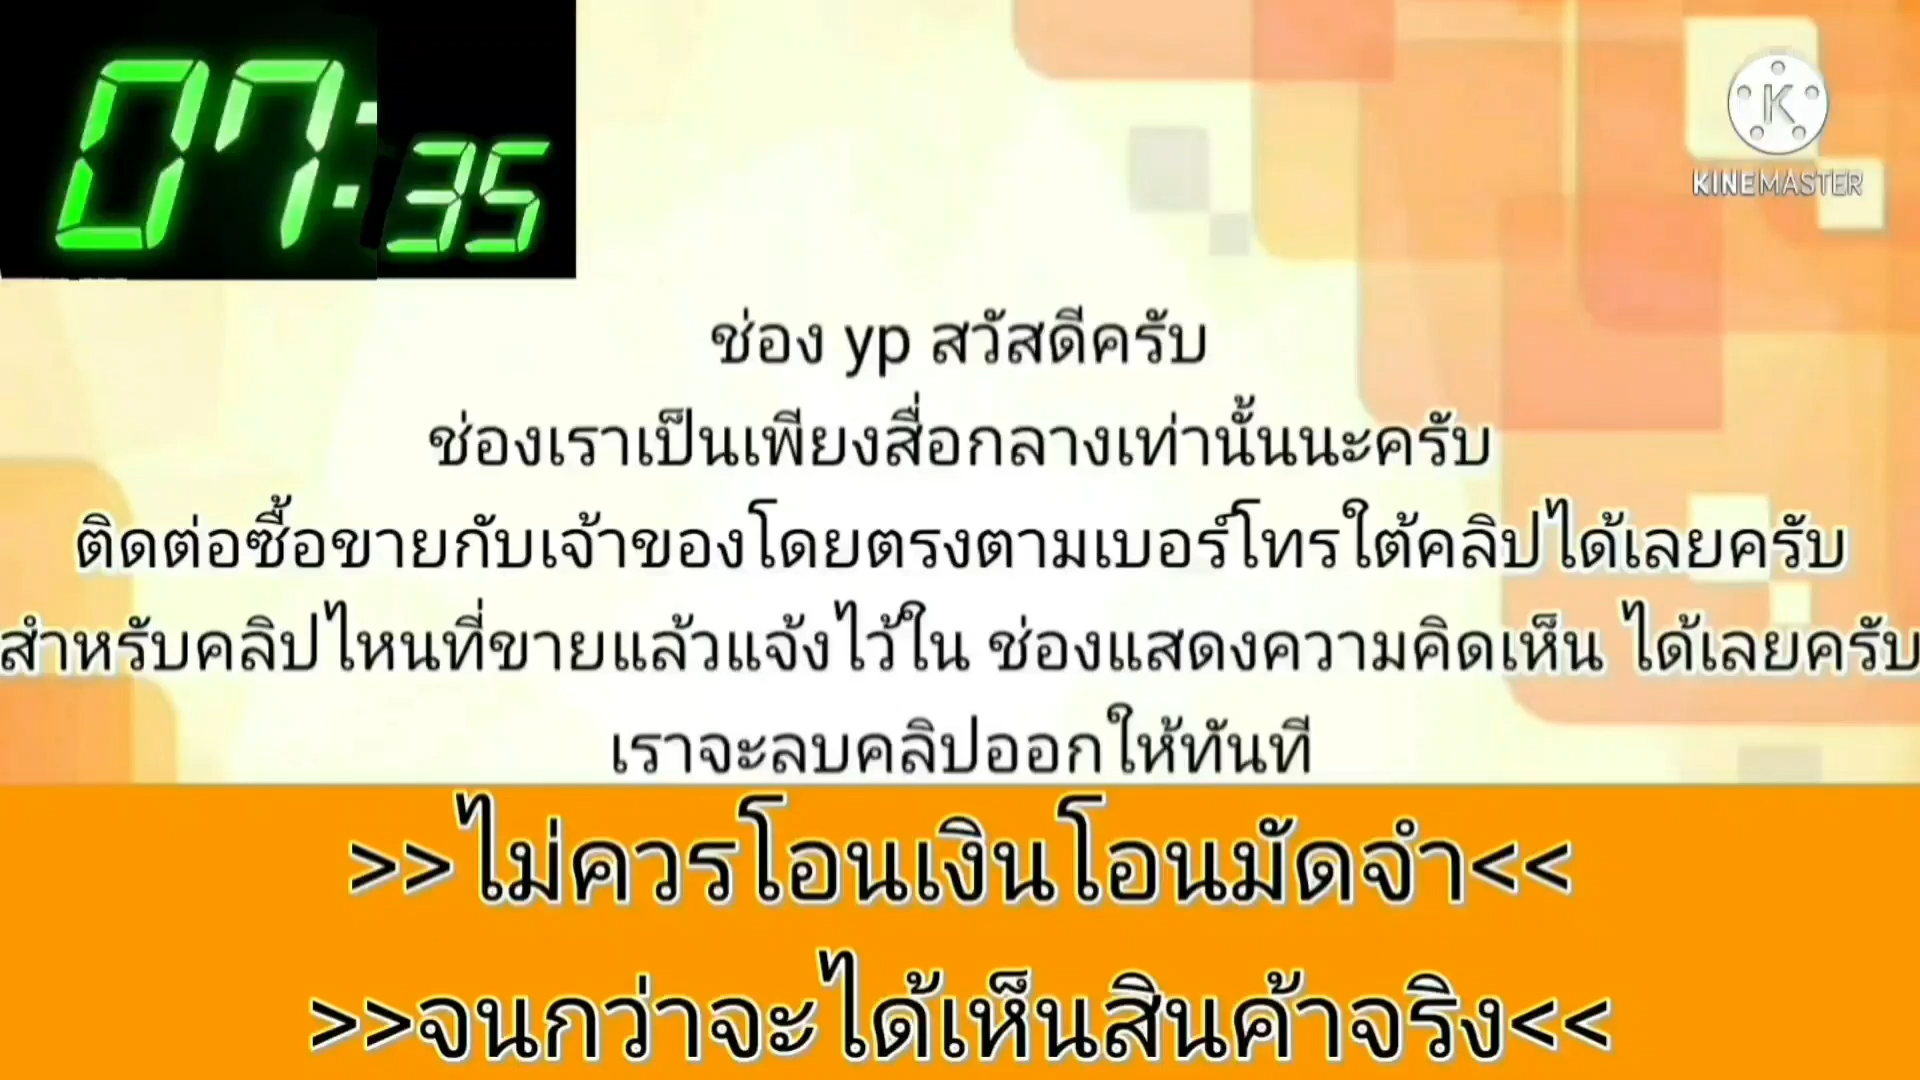 07:35
KINEMASTER
ช่อง yp สวัสดีครับ
ช่องเราเป็นเพียงสื่อกลางเท่านั้นนะครับ
ติดต่อซื้อขายกับเจ้าของโดยตรงตามเบอร์โทรใต้คลิปได้เลยครับ
สำหรับคลิปไหนที่ขายแล้วแจ้งไว้ใน ช่องแสดงความคิดเห็น ได้เลยครับ
เราจะลบคลิปออกให้ทันที
>>ไม่ควรโอนเงินโอนมัดจำ<<
>>จนกว่าจะได้เห็นสินค้าจริง<<